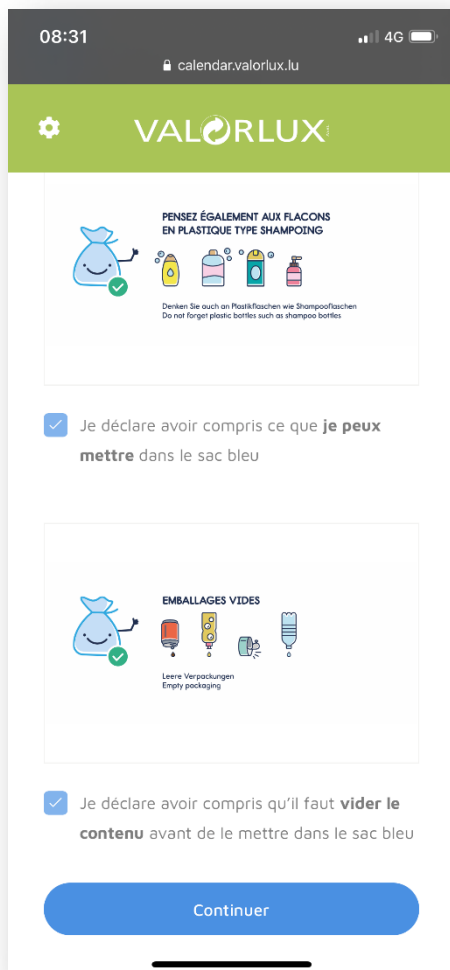 08:31
4G
calendar.valorlux.lu
VALORLUX
PENSEZ ÉGALEMENT AUX FLACONS
EN PLASTIQUE TYPE SHAMPOING
Denken Sie auch an Plastikflaschen wie Shampooflaschen
Do not forget plastic bottles such as shampoo bottles
Je déclare avoir compris ce que je peux
mettre dans le sac bleu
EMBALLAGES VIDES
Leere Verpackungen
Empty packaging
Je déclare avoir compris qu'il faut vider le
contenu avant de le mettre dans le sac bleu
Continuer